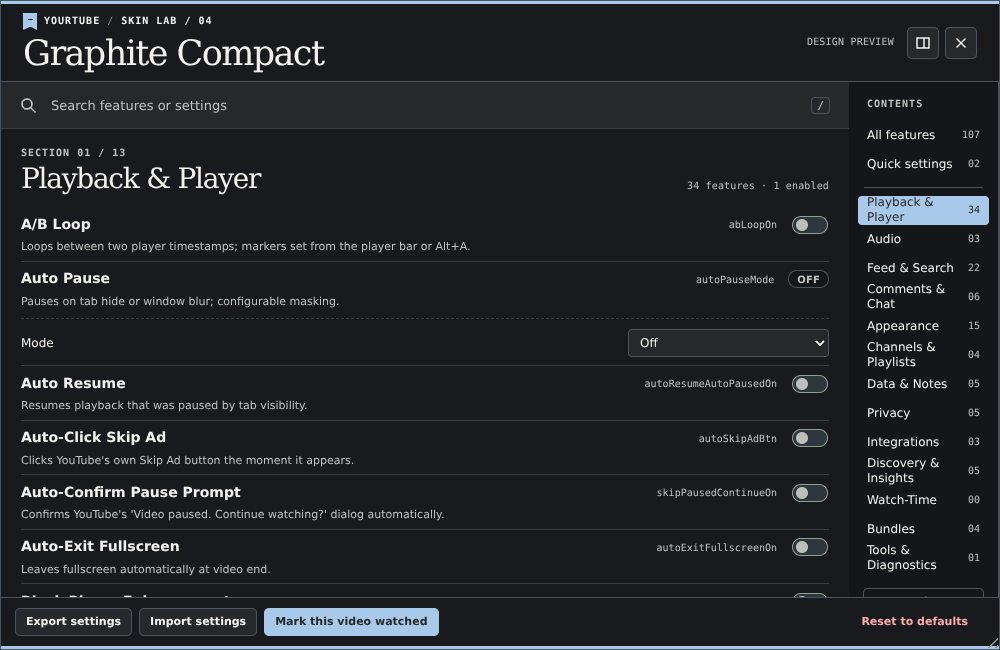 YOURTUBE / SKIN LAB / 04
Graphite Compact
DESIGN PREVIEW
Search features or settings
/
SECTION 01 / 13
Playback & Player
34 features · 1 enabled
A/B Loop
abLoopOn
Loops between two player timestamps; markers set from the player bar or Alt+A.
Auto Pause
autoPauseMode
OFF
Pauses on tab hide or window blur; configurable masking.
Mode
Off
Auto Resume
autoResumeAutoPausedOn
Resumes playback that was paused by tab visibility.
Auto-Click Skip Ad
autoSkipAdBtn
Clicks YouTube's own Skip Ad button the moment it appears.
Auto-Confirm Pause Prompt
skipPausedContinueOn
Confirms YouTube's 'Video paused. Continue watching?' dialog automatically.
Auto-Exit Fullscreen
autoExitFullscreenOn
Leaves fullscreen automatically at video end.
CONTENTS
All features 107
Quick settings 02
Playback &
Player 34
Audio 03
Feed & Search 22
Comments &
Chat 06
Appearance 15
Channels &
Playlists 04
Data & Notes 05
Privacy 05
Integrations 03
Discovery &
Insights 05
Watch-Time 00
Bundles 04
Tools &
Diagnostics 01
Export settings
Import settings
Mark this video watched
Reset to defaults